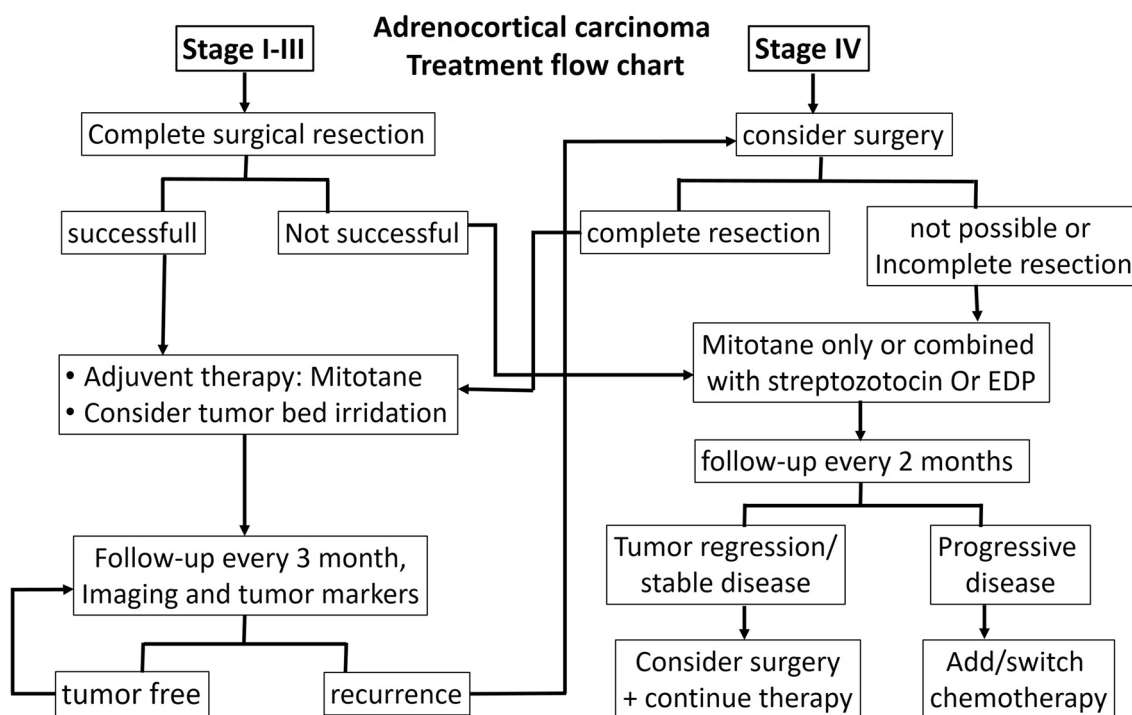 Adrenocortical carcinoma
Treatment flow chart
Stage I-III
Complete surgical resection
successfull
Not successful
• Adjuvent therapy: Mitotane
• Consider tumor bed irridation
Follow-up every 3 month,
Imaging and tumor markers
tumor free
recurrence
Stage IV
consider surgery
complete resection
not possible or
Incomplete resection
Mitotane only or combined
with streptozotocin Or EDP
follow-up every 2 months
Tumor regression/
stable disease
Progressive
disease
Consider surgery
+ continue therapy
Add/switch
chemotherapy